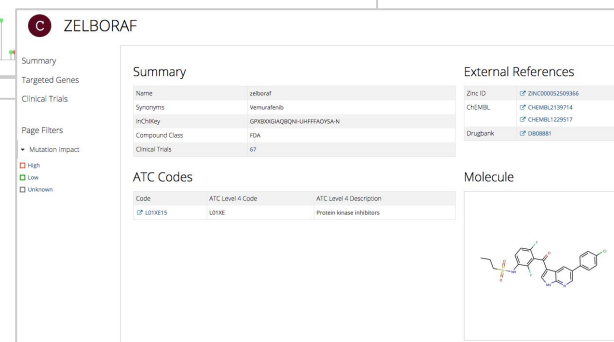 C ZELBORAF
Summary
Targeted Genes
Clinical Trials
Page Filters
Mutation Impact
High
Low
Unknown
Summary
Name zelboraf
Synonyms Vemurafenib
InChIKey GPXBXXGIAQBQNI-UHFFFAOYSA-N
Compound Class FDA
Clinical Trials 67
ATC Codes
Code ATC Level 4 Code ATC Level 4 Description
L01XE15 L01XE Protein kinase inhibitors
External References
Zinc ID ZINC000052509366
ChEMBL CHEMBL2139714
CHEMBL1229517
Drugbank DB08881
Molecule